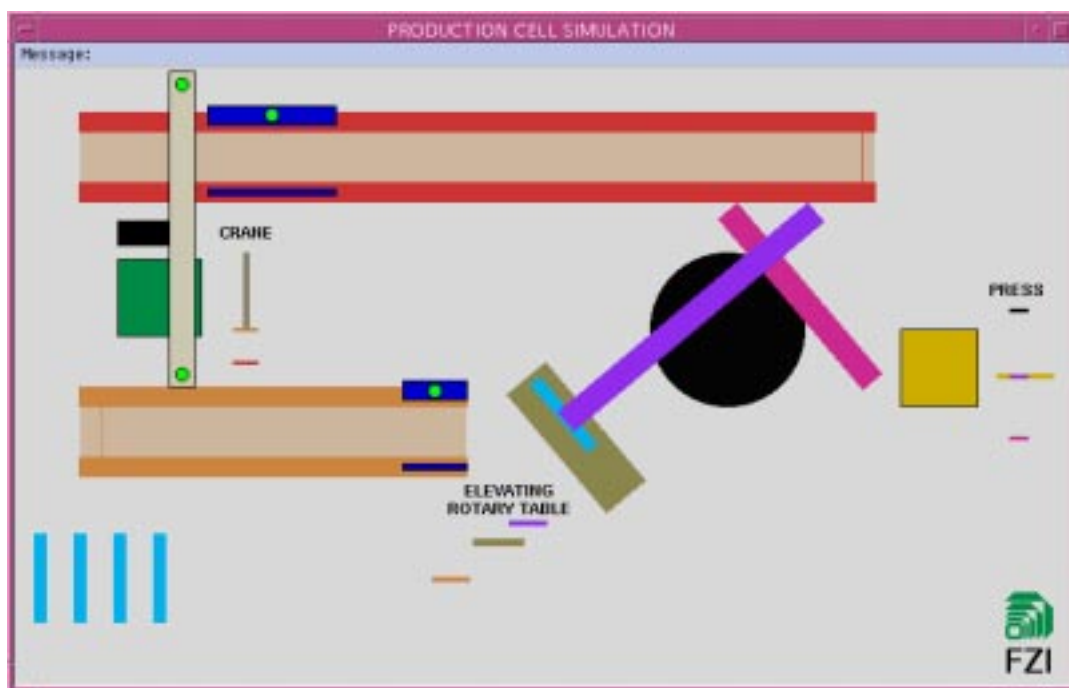 PRODUCTION CELL SIMULATION
Message:
CRANE
PRESS
ELEVATING
ROTARY TABLE
FZI